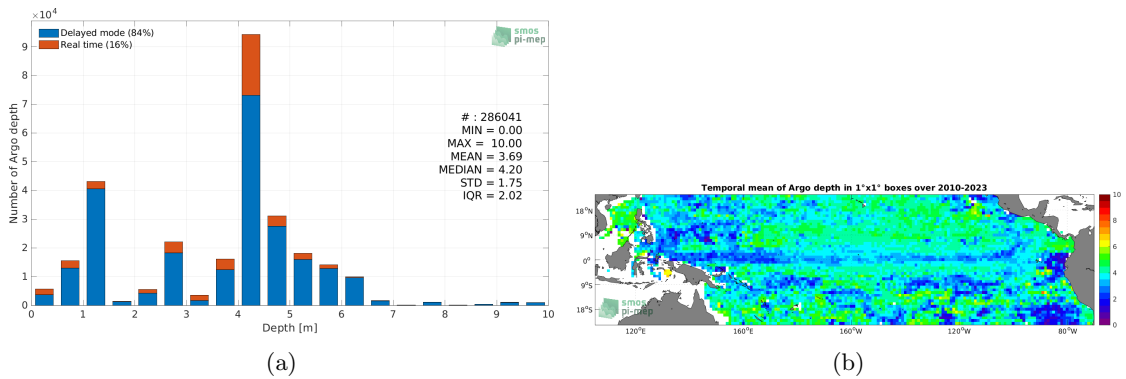 ×10⁴
Delayed mode (84%)
Real time (16%)
smos
pi-mep
9
8
7
6
5
4
3
2
1
0
Number of Argo depth
# : 286041
MIN = 0.00
MAX = 10.00
MEAN = 3.69
MEDIAN = 4.20
STD = 1.75
IQR = 2.02
0 1 2 3 4 5 6 7 8 9 10
Depth [m]
(a)
Temporal mean of Argo depth in 1°x1° boxes over 2010-2023
18°N
9°N
0°
9°S
18°S
smos
pi-mep
120°E 160°E 160°W 120°W 80°W
10
8
6
4
2
0
(b)